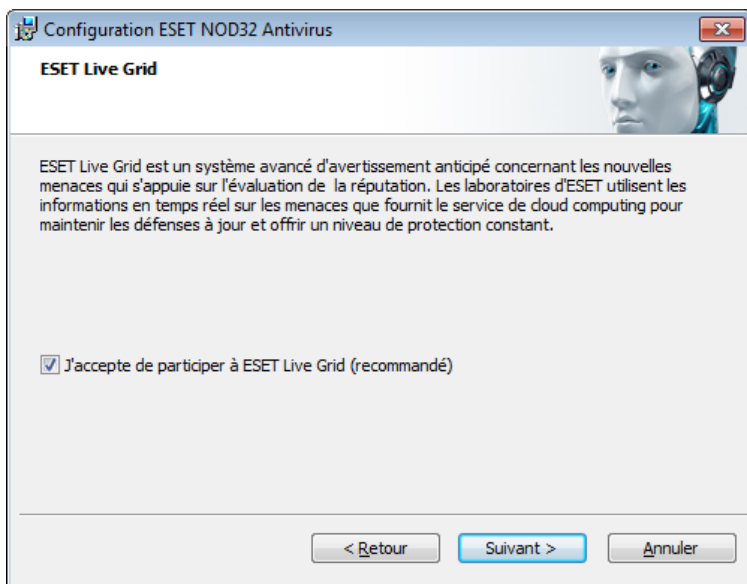 Configuration ESET NOD32 Antivirus
ESET Live Grid
ESET Live Grid est un système avancé d'avertissement anticipé concernant les nouvelles
menaces qui s'appuie sur l'évaluation de la réputation. Les laboratoires d'ESET utilisent les
informations en temps réel sur les menaces que fournit le service de cloud computing pour
maintenir les défenses à jour et offrir un niveau de protection constant.
J'accepte de participer à ESET Live Grid (recommandé)
< Retour
Suivant >
Annuler